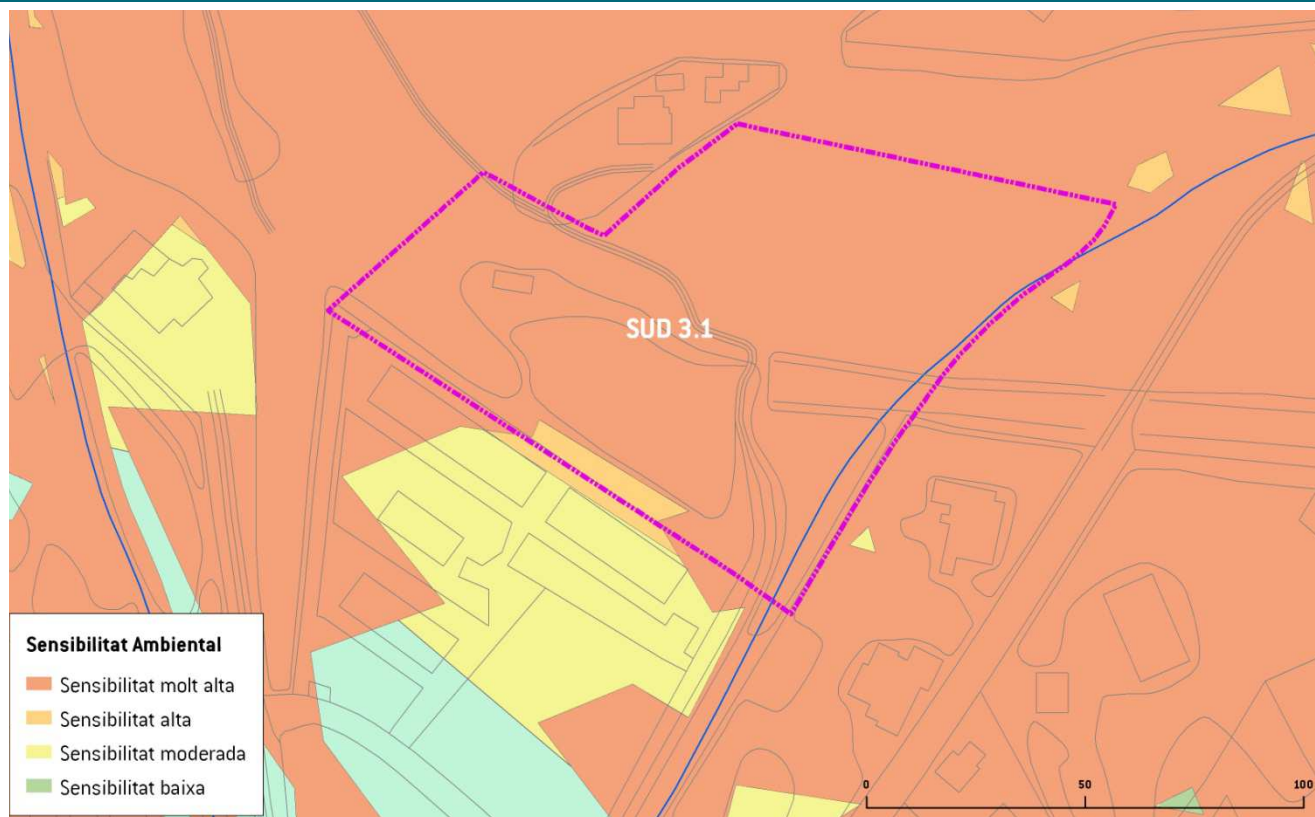 SUD 3.1
Sensibilitat Ambiental
Sensibilitat molt alta
Sensibilitat alta
Sensibilitat moderada
Sensibilitat baixa
0 50 100